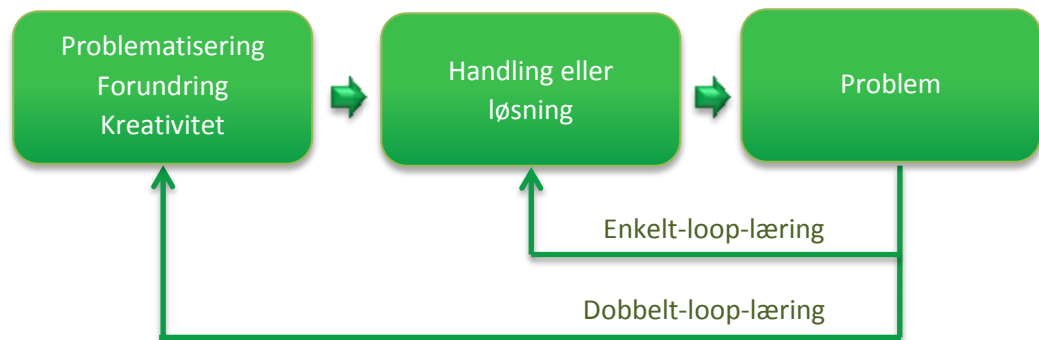 Problematisering
Forundring
Kreativitet
Handling eller
løsning
Problem
Enkelt-loop-læring
Dobbelt-loop-læring